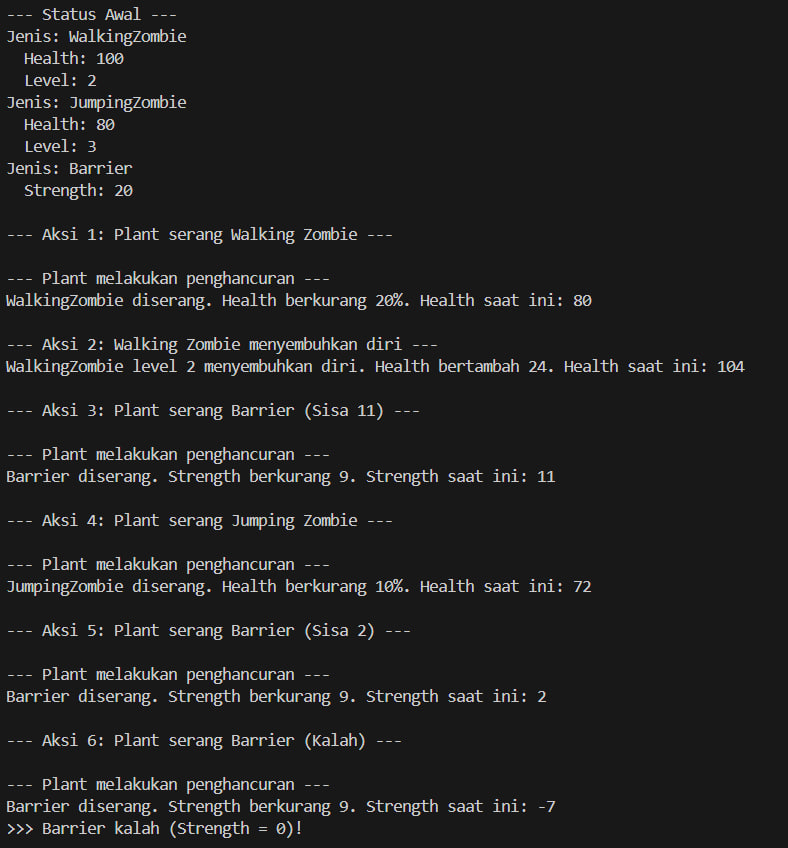 --- Status Awal ---
Jenis: WalkingZombie
  Health: 100
  Level: 2
Jenis: JumpingZombie
  Health: 80
  Level: 3
Jenis: Barrier
  Strength: 20

--- Aksi 1: Plant serang Walking Zombie ---

--- Plant melakukan penghancuran ---
WalkingZombie diserang. Health berkurang 20%. Health saat ini: 80

--- Aksi 2: Walking Zombie menyembuhkan diri ---
WalkingZombie level 2 menyembuhkan diri. Health bertambah 24. Health saat ini: 104

--- Aksi 3: Plant serang Barrier (Sisa 11) ---

--- Plant melakukan penghancuran ---
Barrier diserang. Strength berkurang 9. Strength saat ini: 11

--- Aksi 4: Plant serang Jumping Zombie ---

--- Plant melakukan penghancuran ---
JumpingZombie diserang. Health berkurang 10%. Health saat ini: 72

--- Aksi 5: Plant serang Barrier (Sisa 2) ---

--- Plant melakukan penghancuran ---
Barrier diserang. Strength berkurang 9. Strength saat ini: 2

--- Aksi 6: Plant serang Barrier (Kalah) ---

--- Plant melakukan penghancuran ---
Barrier diserang. Strength berkurang 9. Strength saat ini: -7
>>> Barrier kalah (Strength = 0)!